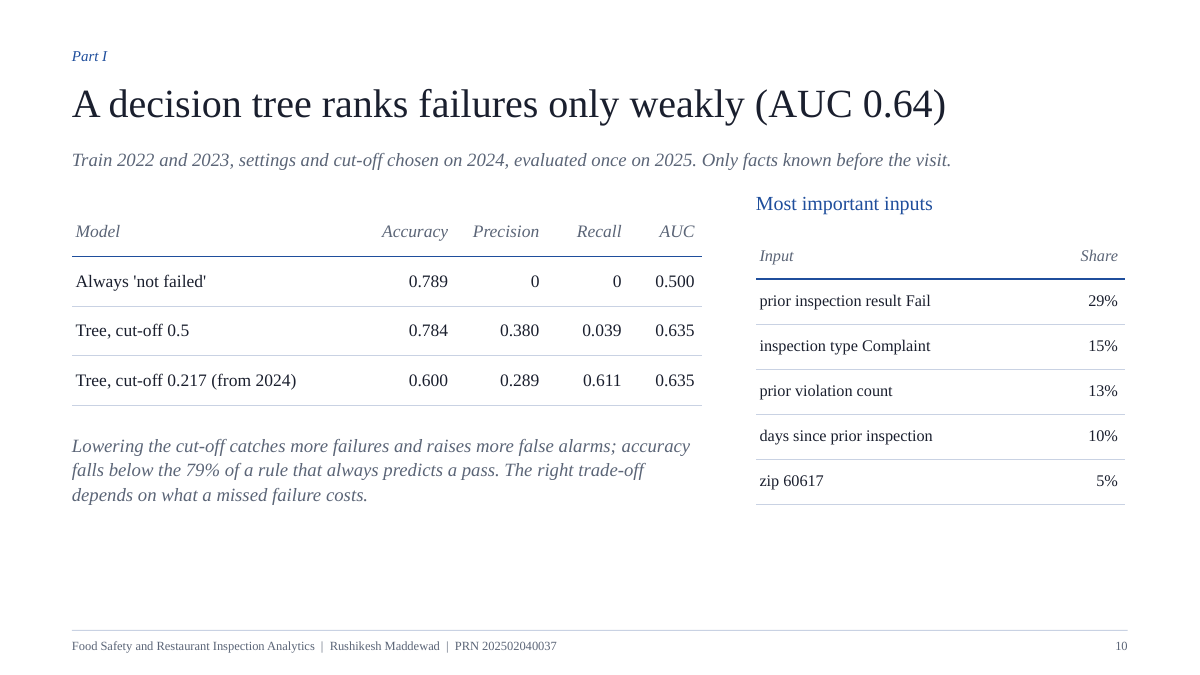 Part I
A decision tree ranks failures only weakly (AUC 0.64)
Train 2022 and 2023, settings and cut-off chosen on 2024, evaluated once on 2025. Only facts known before the visit.
Model Accuracy Precision Recall AUC
Always 'not failed' 0.789 0 0 0.500
Tree, cut-off 0.5 0.784 0.380 0.039 0.635
Tree, cut-off 0.217 (from 2024) 0.600 0.289 0.611 0.635
Lowering the cut-off catches more failures and raises more false alarms; accuracy
falls below the 79% of a rule that always predicts a pass. The right trade-off
depends on what a missed failure costs.
Most important inputs
Input Share
prior inspection result Fail 29%
inspection type Complaint 15%
prior violation count 13%
days since prior inspection 10%
zip 60617 5%
Food Safety and Restaurant Inspection Analytics | Rushikesh Maddewad | PRN 202502040037 10